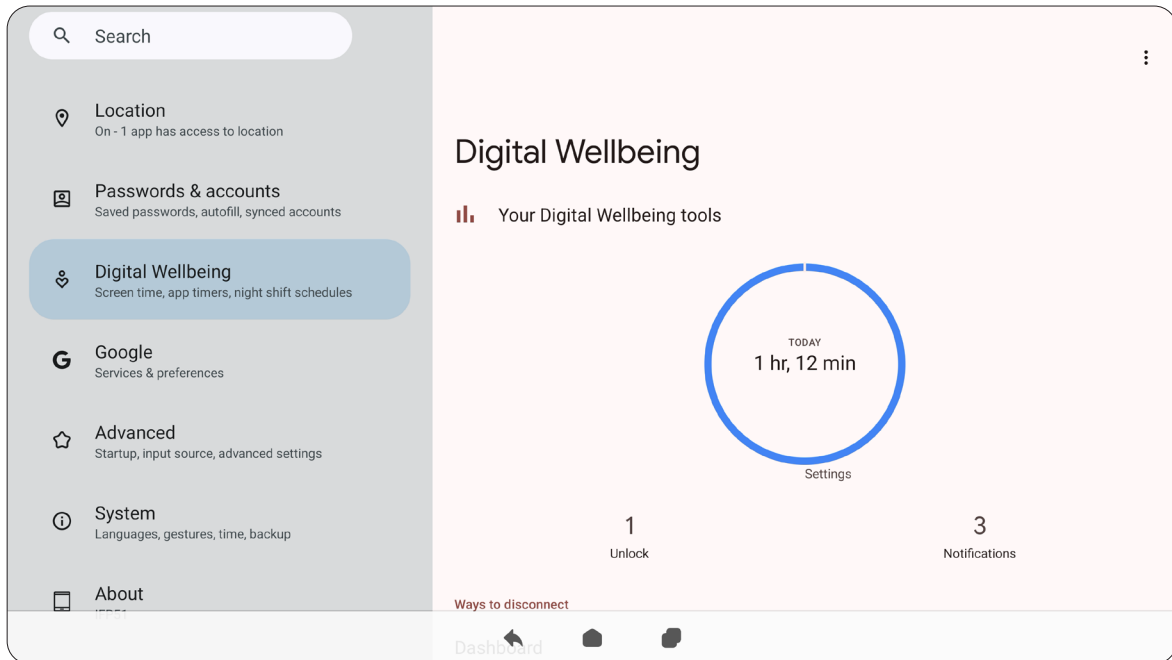 Search
Location
On - 1 app has access to location
Passwords & accounts
Saved passwords, autofill, synced accounts
Digital Wellbeing
Screen time, app timers, night shift schedules
Google
Services & preferences
Advanced
Startup, input source, advanced settings
System
Languages, gestures, time, backup
About
IFP51
Digital Wellbeing
Your Digital Wellbeing tools
TODAY
1 hr, 12 min
Settings
1
Unlock
3
Notifications
Ways to disconnect
Dashboard